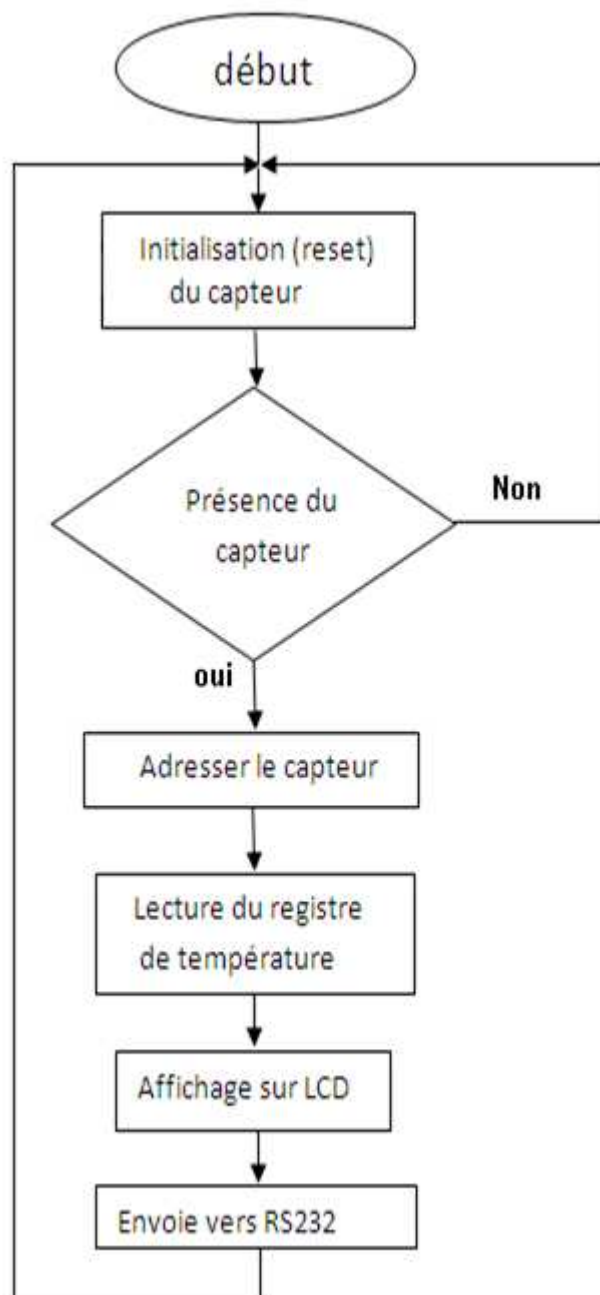 début
Initialisation (reset)
du capteur
Présence du
capteur
Non
oui
Adresser le capteur
Lecture du registre
de température
Affichage sur LCD
Envoie vers RS232